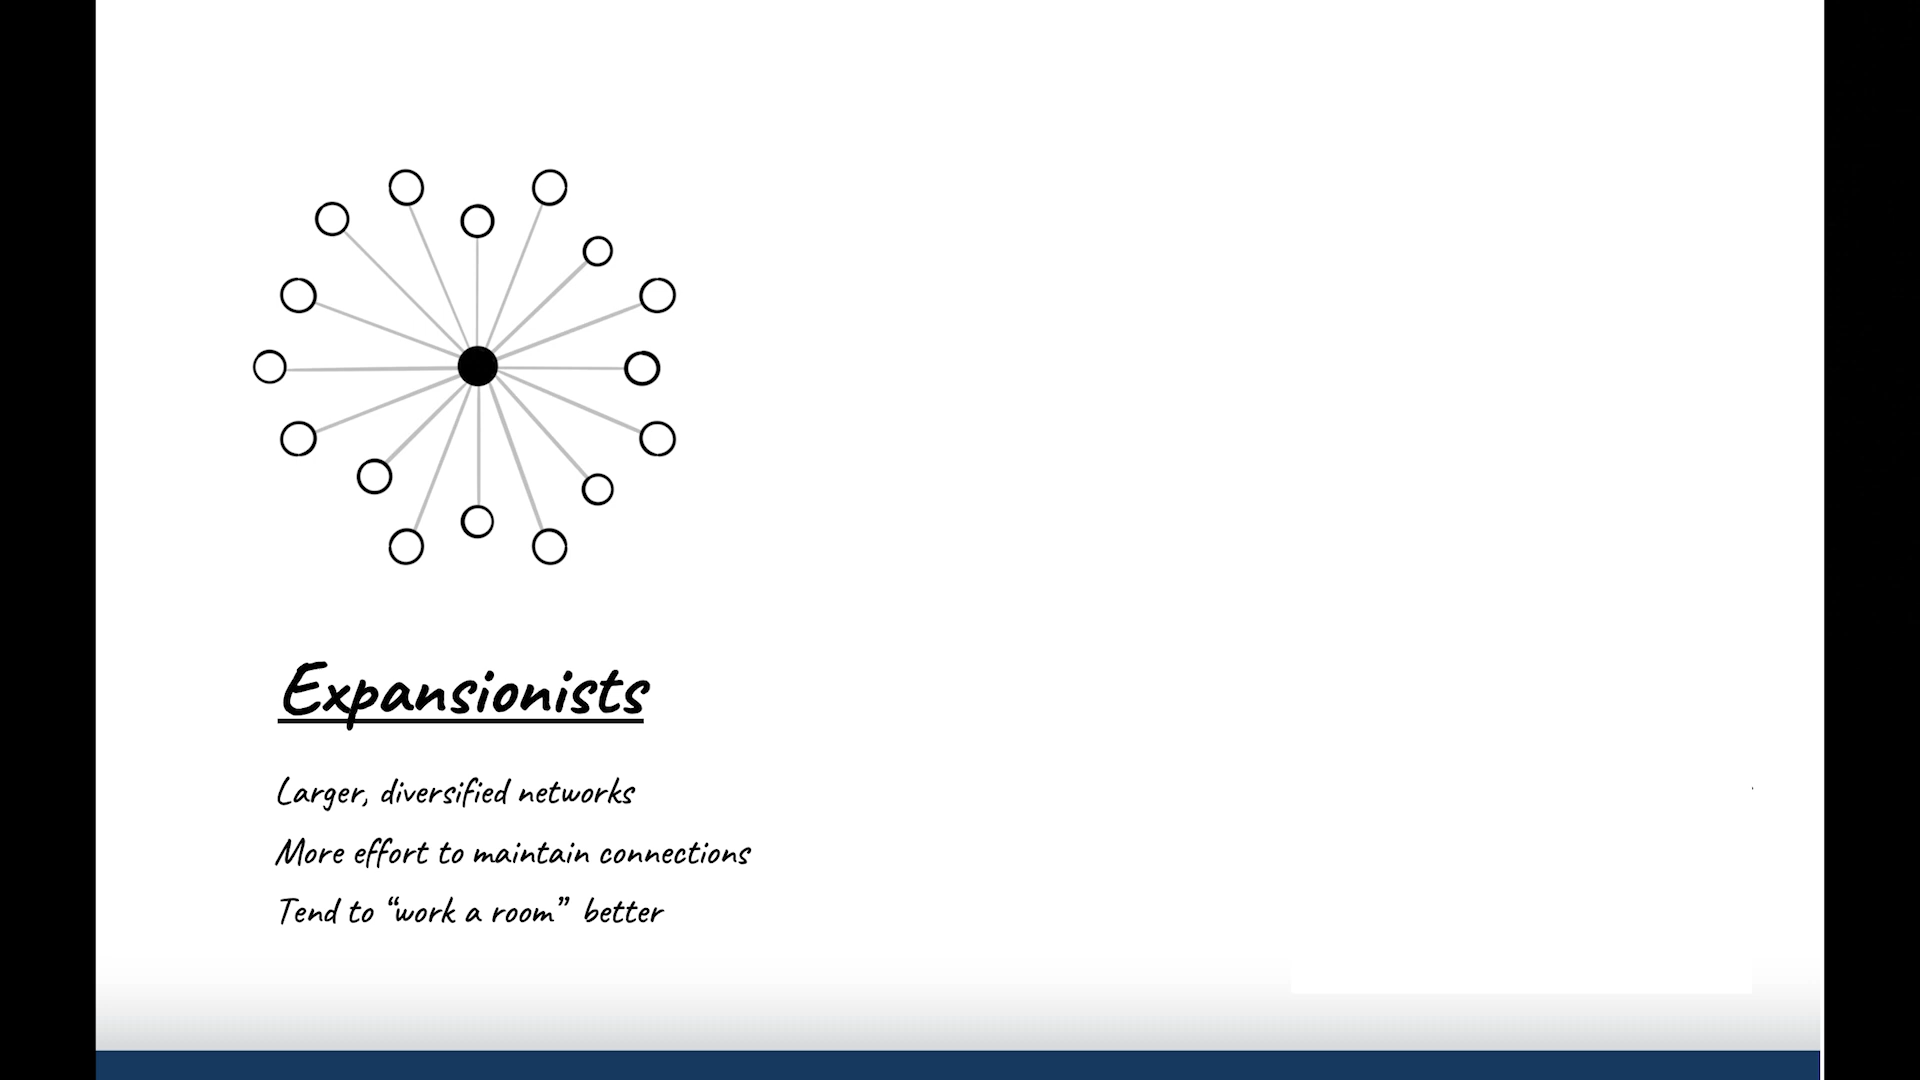 Expansionists
Larger, diversified networks
More effort to maintain connections
Tend to “work a room” better